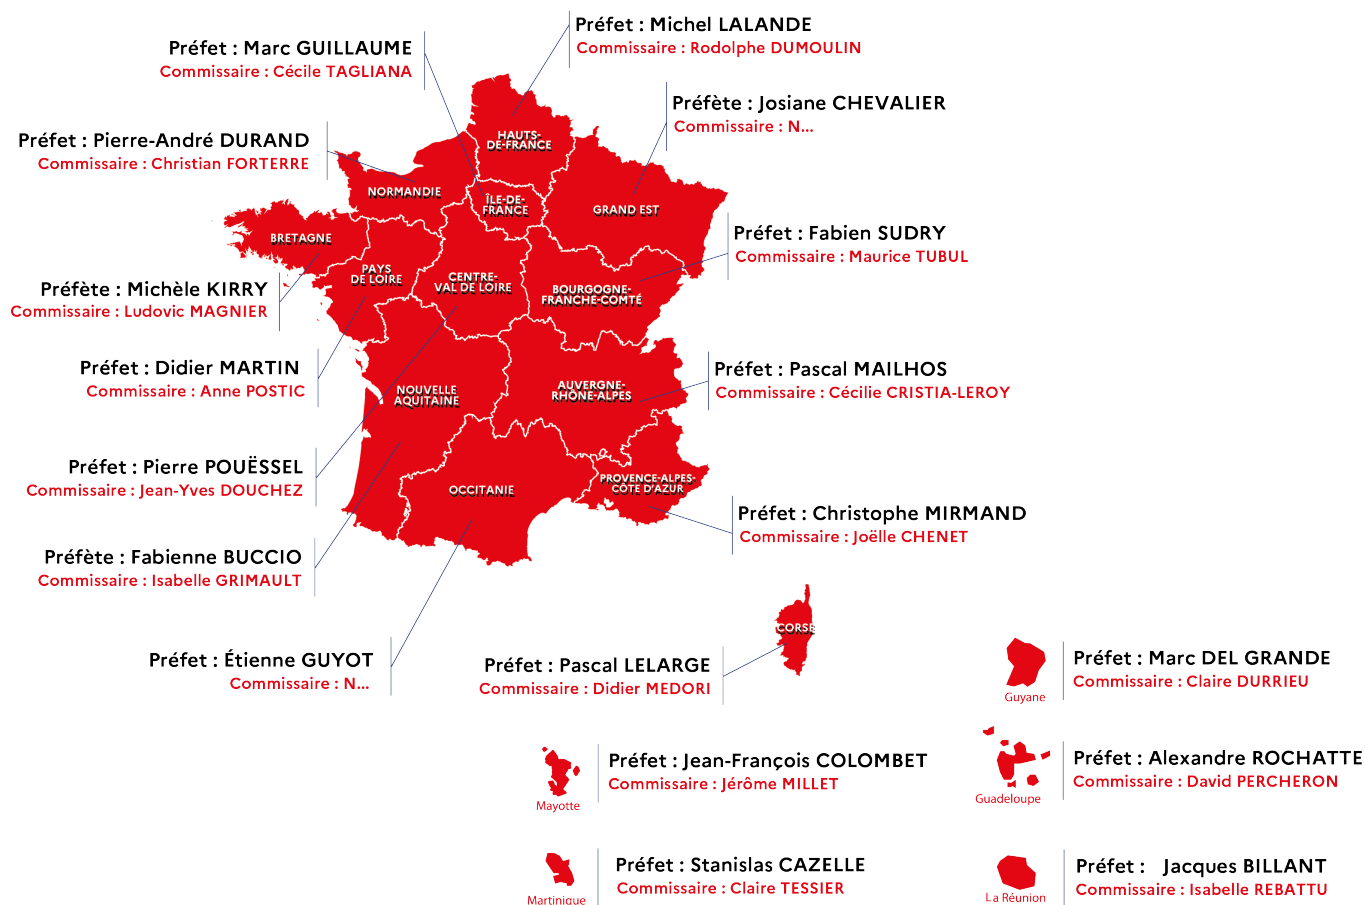 Préfet : Michel LALANDE
Commissaire : Rodolphe DUMOULIN
Préfet : Marc GUILLAUME
Commissaire : Cécile TAGLIANA
Préfète : Josiane CHEVALIER
Commissaire : N...
Préfet : Pierre-André DURAND
Commissaire : Christian FORTERRE
HAUTS-
DE-FRANCE
NORMANDIE
ÎLE-DE-
FRANCE
GRAND EST
BRETAGNE
Préfet : Fabien SUDRY
Commissaire : Maurice TUBUL
PAYS
DE LOIRE
CENTRE-
VAL DE LOIRE
BOURGOGNE-
FRANCHE-COMTÉ
Préfète : Michèle KIRRY
Commissaire : Ludovic MAGNIER
Préfet : Didier MARTIN
Commissaire : Anne POSTIC
NOUVELLE
AQUITAINE
AUVERGNE-
RHÔNE-ALPES
Préfet : Pascal MAILHOS
Commissaire : Cécilie CRISTIA-LEROY
Préfet : Pierre POUËSSEL
Commissaire : Jean-Yves DOUCHEZ
OCCITANIE
PROVENCE-ALPES-
CÔTE D'AZUR
Préfet : Christophe MIRMAND
Commissaire : Joëlle CHENET
Préfète : Fabienne BUCCIO
Commissaire : Isabelle GRIMAULT
CORSE
Préfet : Étienne GUYOT
Commissaire : N...
Préfet : Pascal LELARGE
Commissaire : Didier MEDORI
Guyane
Préfet : Marc DEL GRANDE
Commissaire : Claire DURRIEU
Mayotte
Préfet : Jean-François COLOMBET
Commissaire : Jérôme MILLET
Guadeloupe
Préfet : Alexandre ROCHATTE
Commissaire : David PERCHERON
Martinique
Préfet : Stanislas CAZELLE
Commissaire : Claire TESSIER
La Réunion
Préfet : Jacques BILLANT
Commissaire : Isabelle REBATTU